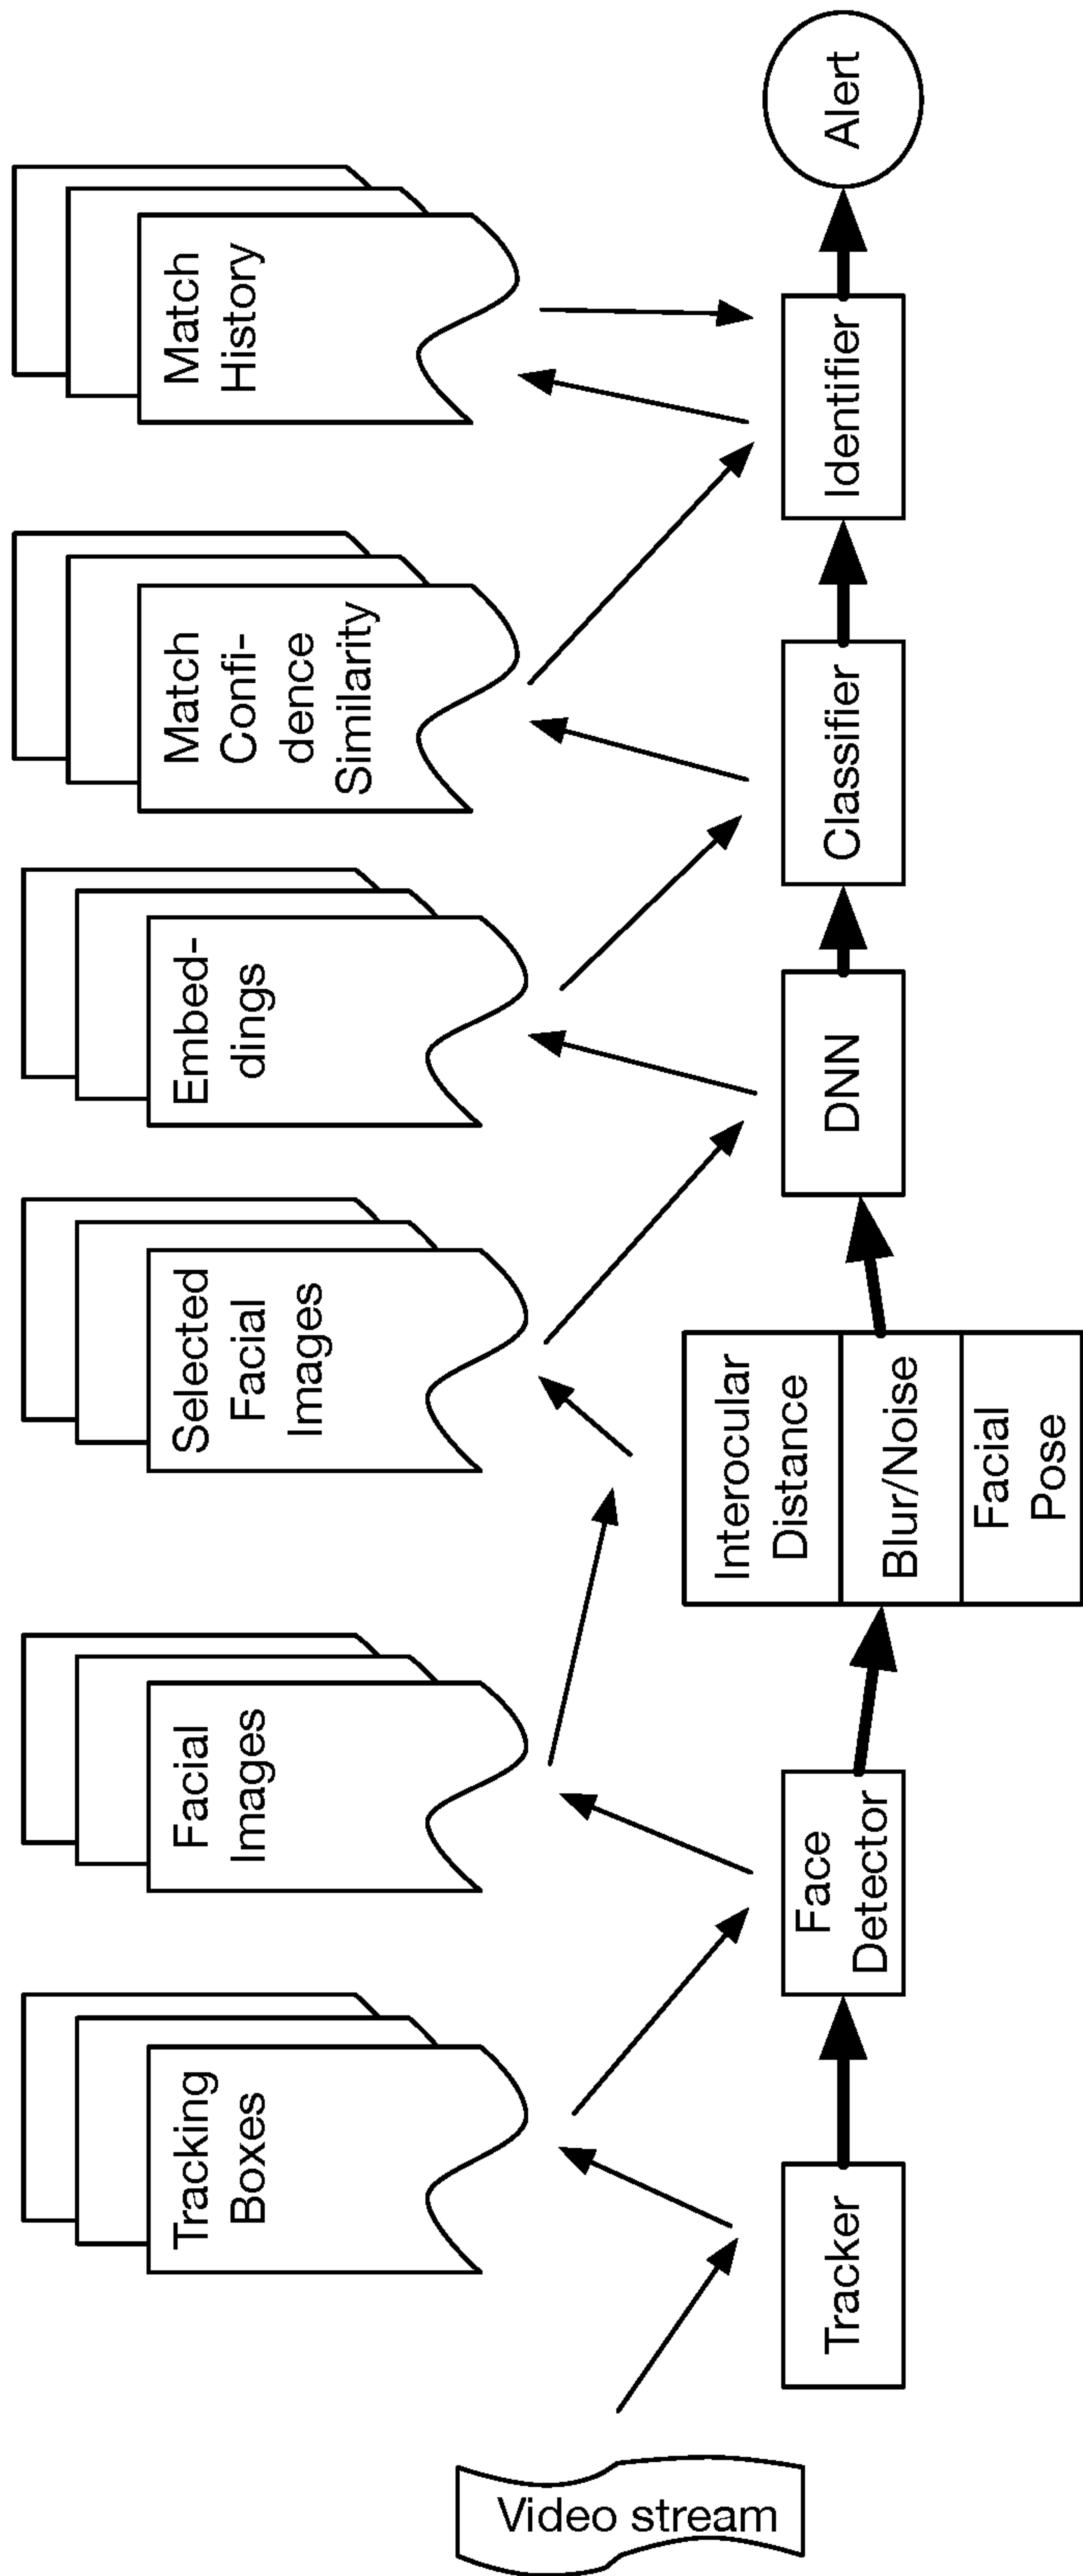 Tracking
Boxes
Facial
Images
Selected
Facial
Images
Embed-
dings
Match
Confi-
dence
Similarity
Match
History
Video stream
Tracker
Face
Detector
Interocular
Distance
Blur/Noise
Facial
Pose
DNN
Classifier
Identifier
Alert